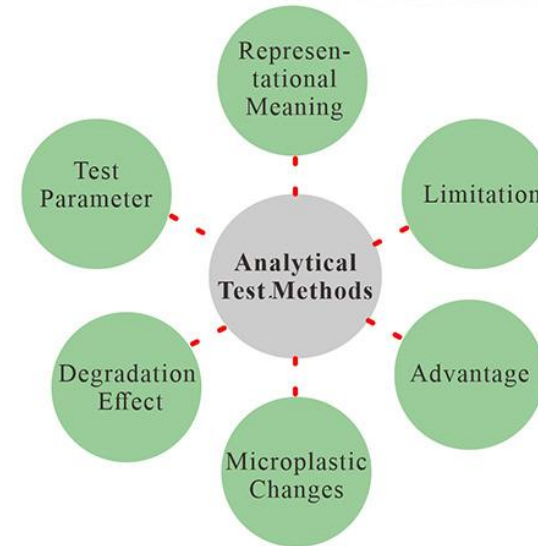 Represen-
tational
Meaning
Test
Parameter
Limitation
Analytical
Test Methods
Degradation
Effect
Advantage
Microplastic
Changes